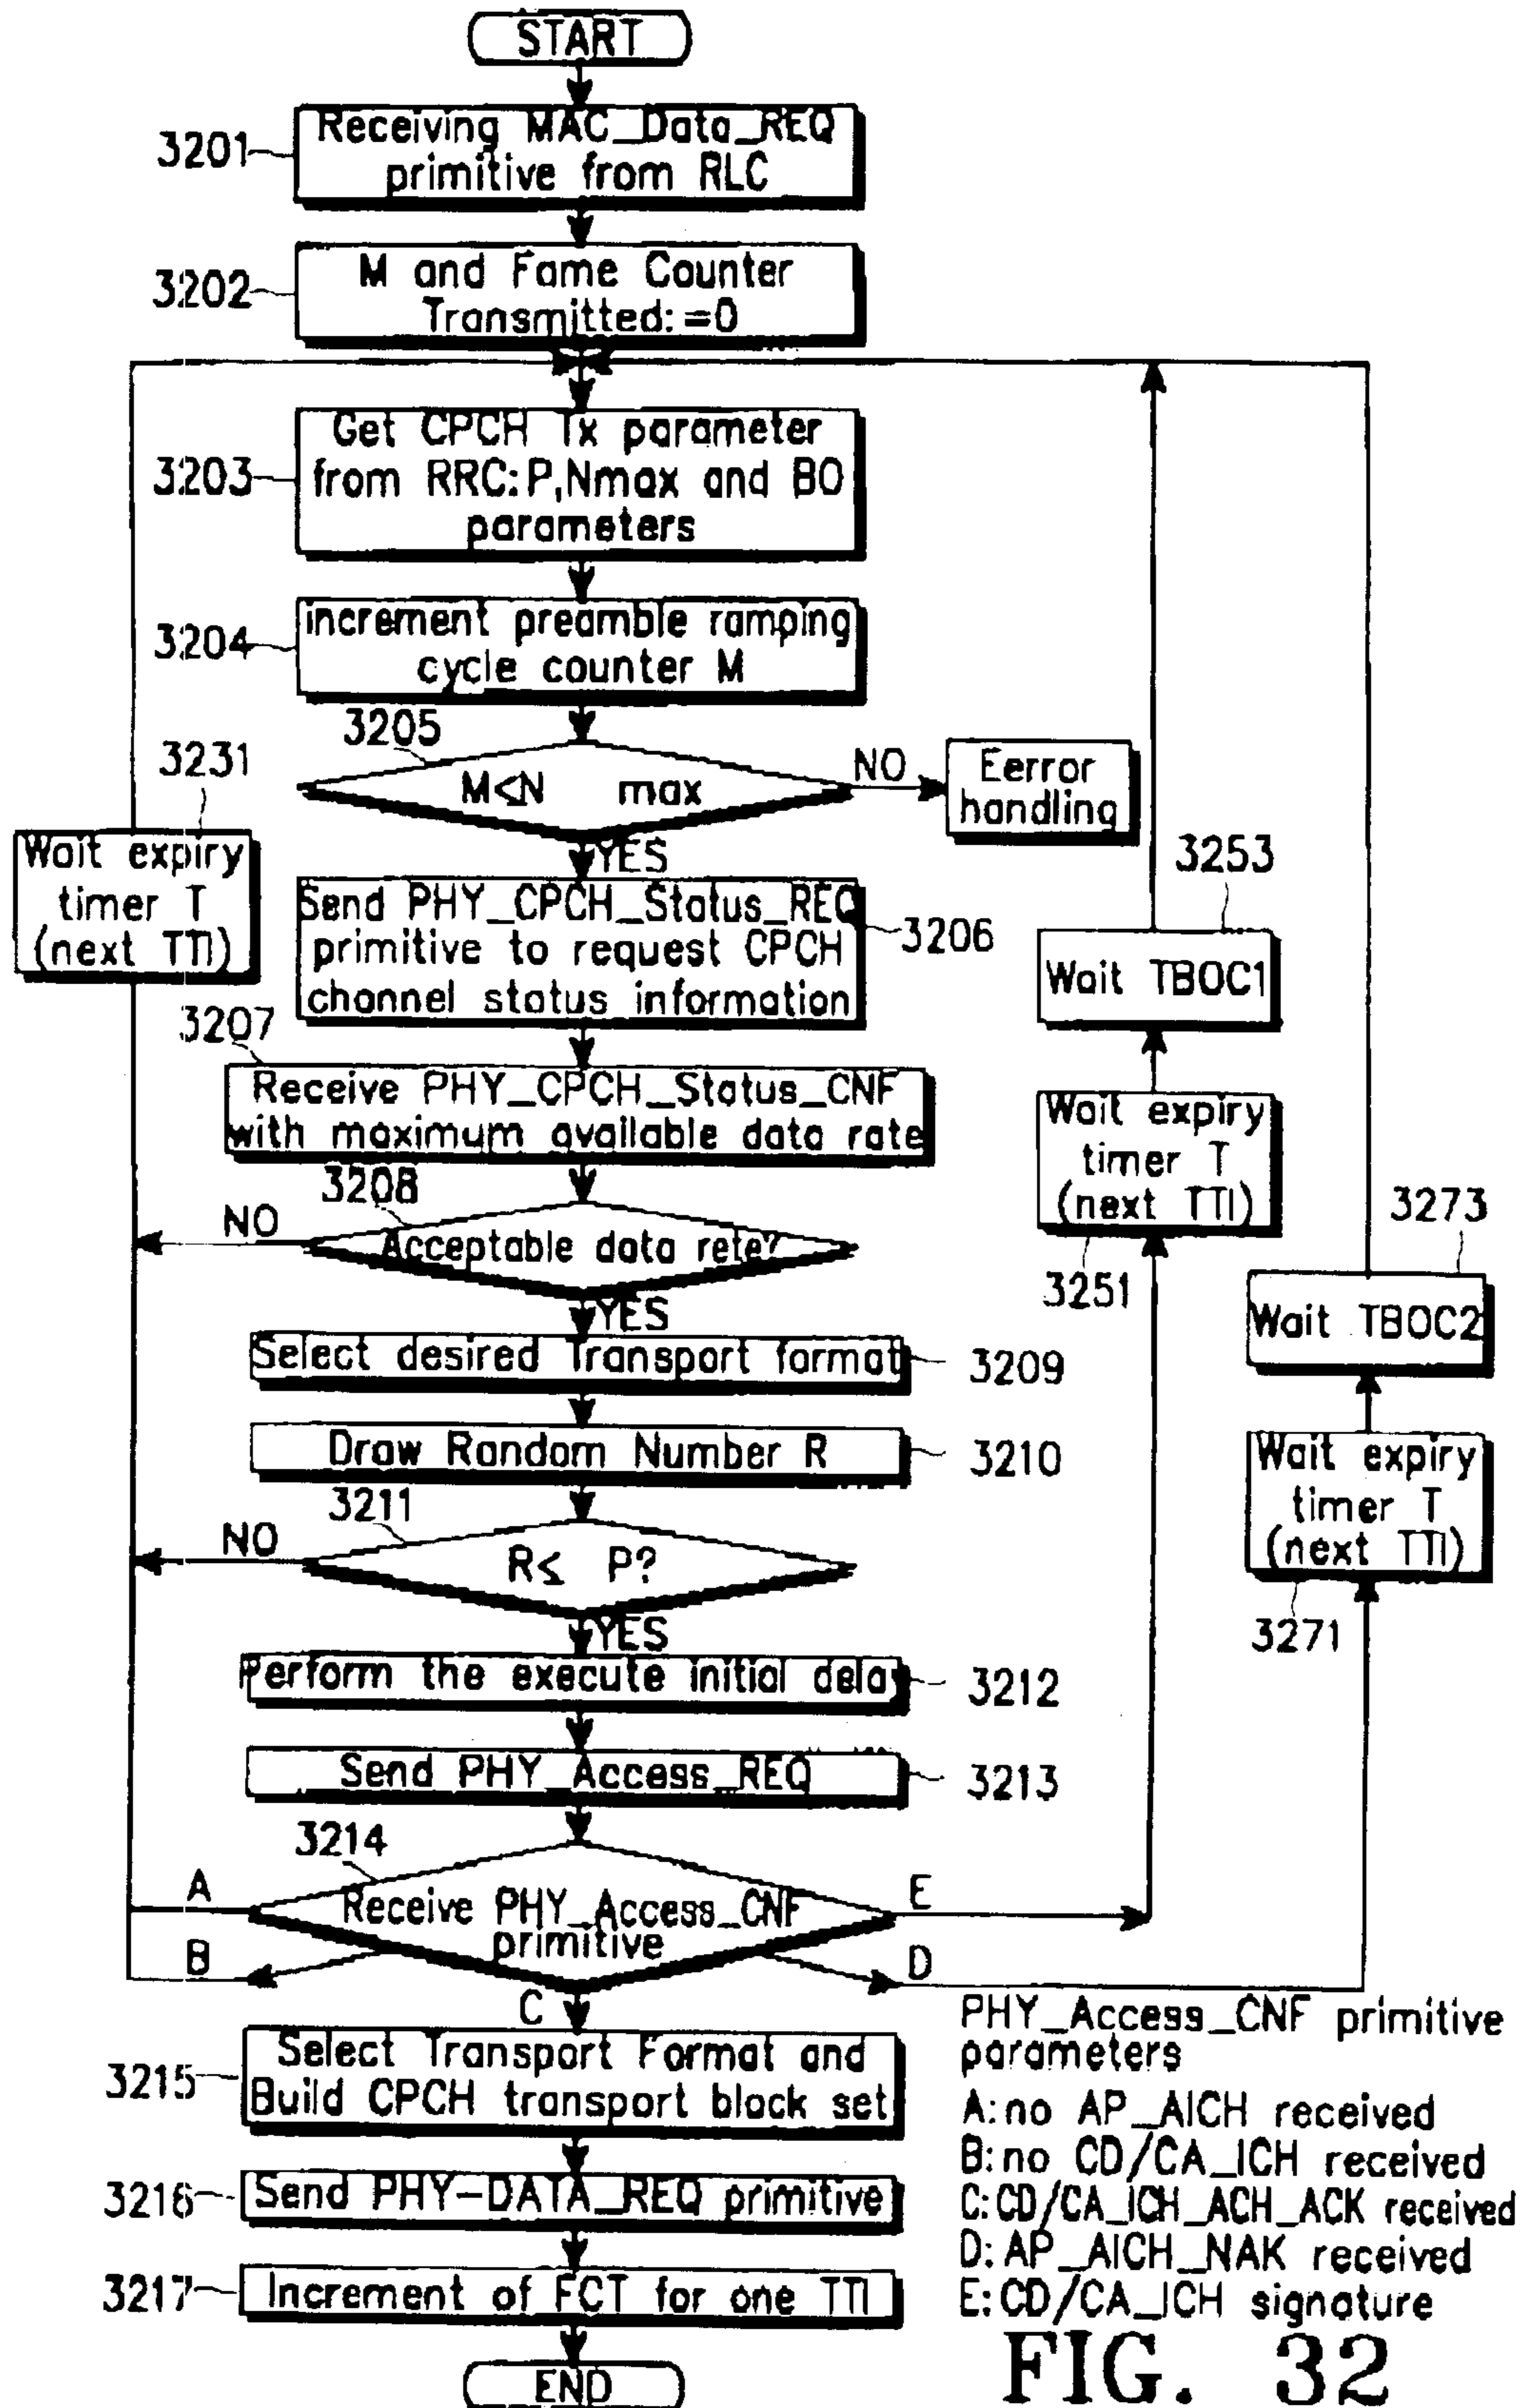 START
3201
Receiving MAC_Data_REQ
primitive from RLC
3202
M and Fame Counter
Transmitted:=0
3203
Get CPCH Tx parameter
from RRC:P,Nmax and BO
parameters
3204
increment preamble ramping
cycle counter M
3205
M<N max
NO
Eerror
handling
YES
3231
Wait expiry
timer T
(next TTI)
Send PHY_CPCH_Status_REQ
primitive to request CPCH
channel status information
3206
3253
Wait TBOC1
3207
Receive PHY_CPCH_Status_CNF
with maximum available data rate
Wait expiry
timer T
(next TTI)
3251
3208
NO
Acceptable data rete?
YES
3273
Wait TBOC2
Select desired Transport format
3209
Draw Random Number R
3210
Wait expiry
timer T
(next TTI)
3271
3211
NO
R≤ P?
YES
Perform the execute initial delay
3212
Send PHY_Access_REQ
3213
3214
A
Receive PHY_Access_CNF
primitive
E
B
D
C
3215
Select Transport Format and
Build CPCH transport block set
3216
Send PHY-DATA_REQ primitive
3217
Increment of FCT for one TTI
END
PHY_Access_CNF primitive
parameters
A:no AP_AICH received
B:no CD/CA_ICH received
C:CD/CA_ICH_ACH_ACK received
D:AP_AICH_NAK received
E:CD/CA_ICH signature
FIG. 32